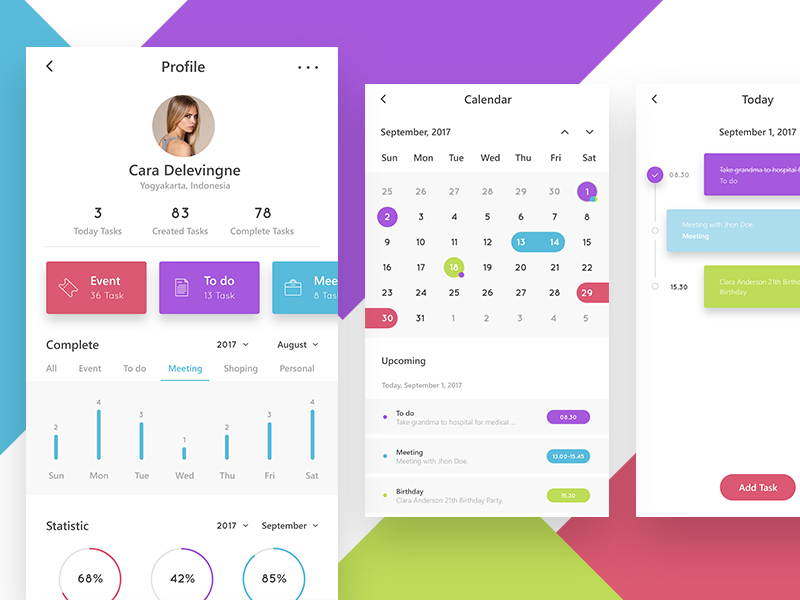 Profile
Cara Delevingne
Yogyakarta, Indonesia
3 83 78
Today Tasks Created Tasks Complete Tasks
Event
36 Task
To do
13 Task
Mee
8 Tas
Complete 2017 August
All Event To do Meeting Shoping Personal
2 4 3 1 2 3 4
Sun Mon Tue Wed Thu Fri Sat
Statistic 2017 September
68% 42% 85%
Calendar
September, 2017
Sun Mon Tue Wed Thu Fri Sat
25 26 27 28 29 30 1
2 3 4 5 6 7 8
9 10 11 12 13 14 15
16 17 18 19 20 21 22
23 24 25 26 27 28 29
30 31 1 2 3 4 5
Upcoming
Today, September 1, 2017
To do
Take grandma to hospital for medical ...
08.30
Meeting
Meeting with Jhon Doe.
13.00-15.45
Birthday
Clara Anderson 21th Birthday Party.
15.30
Today
September 1, 2017
08.30
Take grandma to hospital f
To do
Meeting with Jhon Doe.
Meeting
15.30
Clara Anderson 21th Birthd
Birthday
Add Task